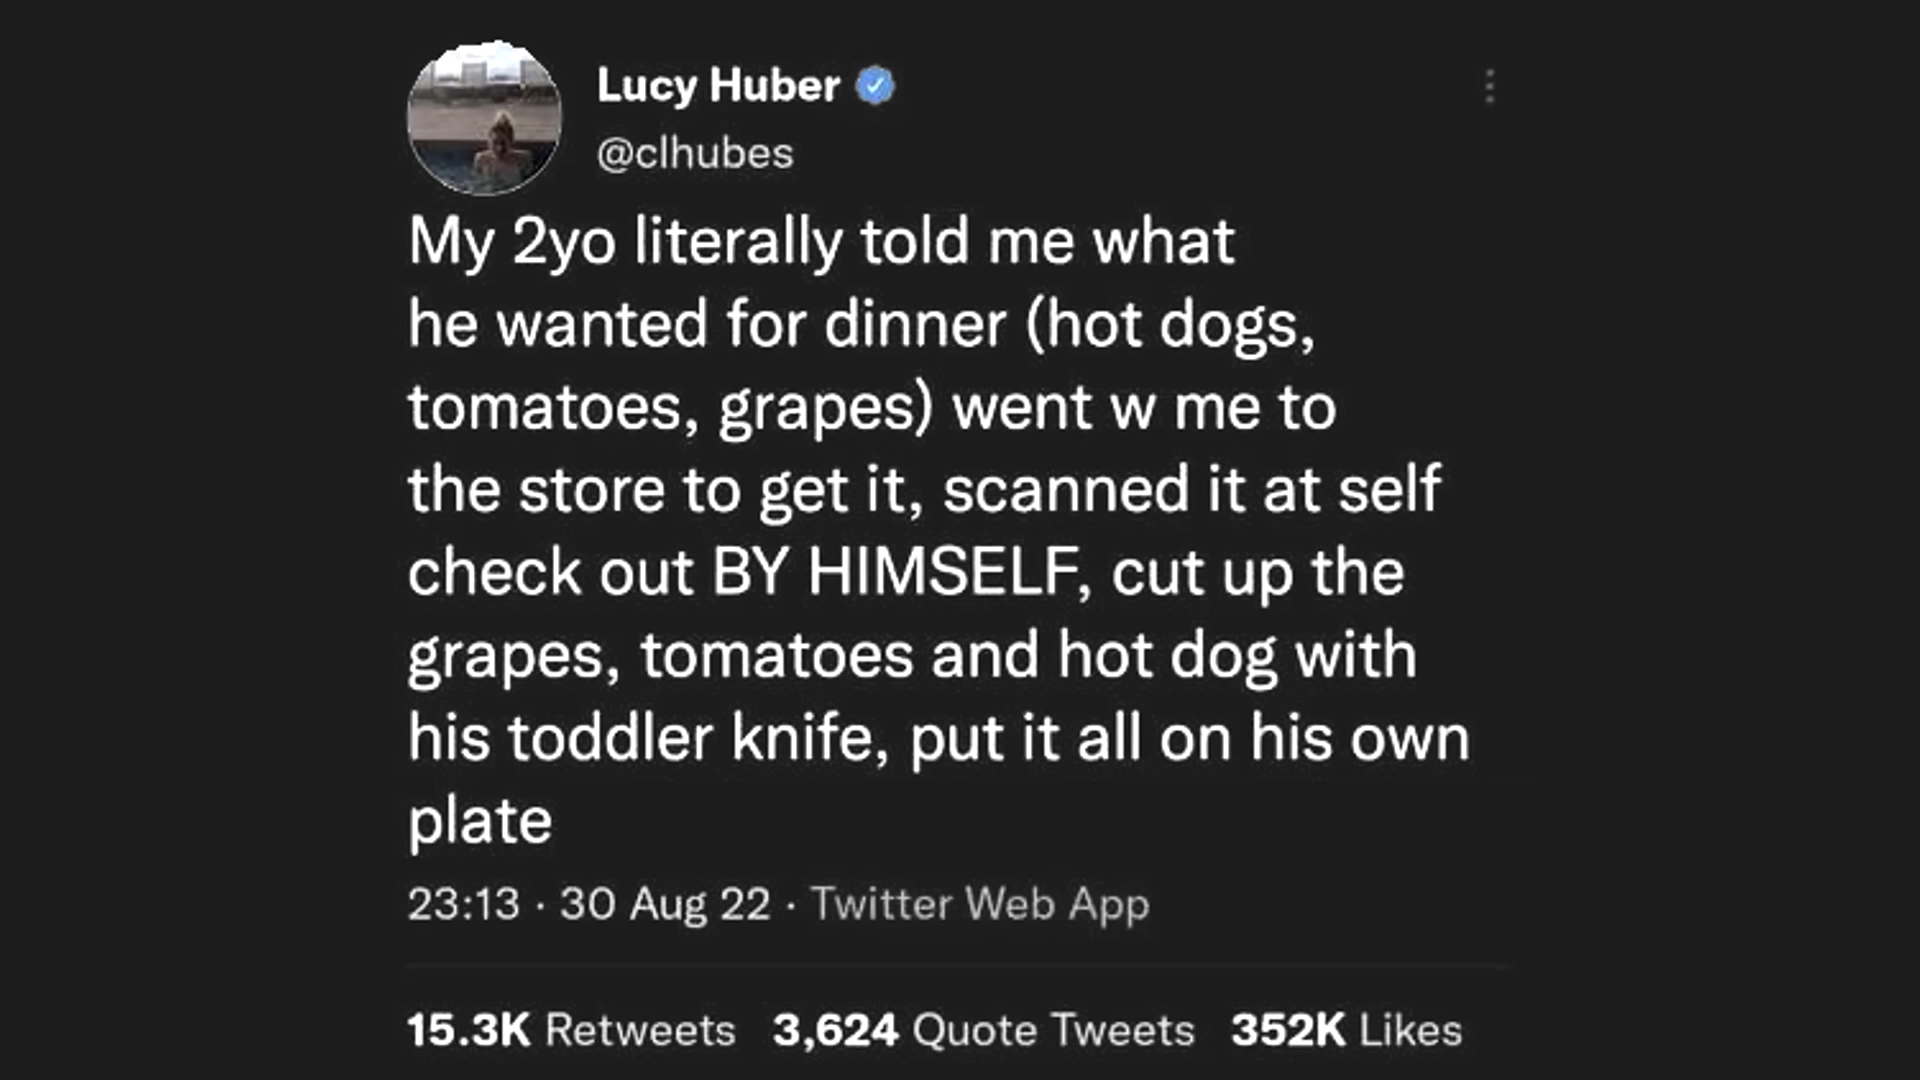 Lucy Huber
@clhubes
My 2yo literally told me what
he wanted for dinner (hot dogs,
tomatoes, grapes) went w me to
the store to get it, scanned it at self
check out BY HIMSELF, cut up the
grapes, tomatoes and hot dog with
his toddler knife, put it all on his own
plate
23:13 · 30 Aug 22 · Twitter Web App
15.3K Retweets 3,624 Quote Tweets 352K Likes